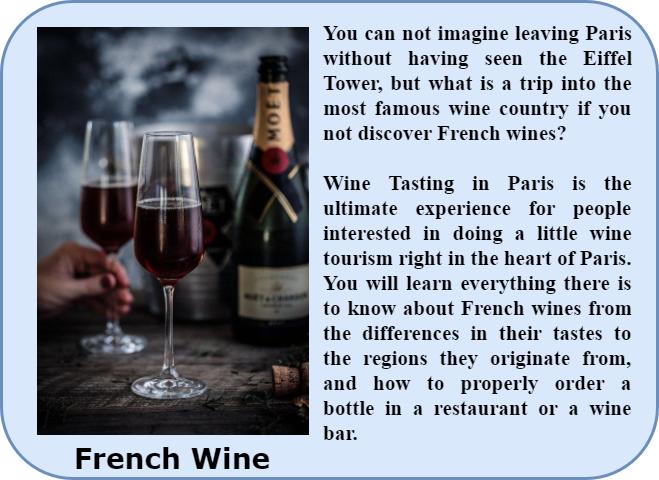 You can not imagine leaving Paris
without having seen the Eiffel
Tower, but what is a trip into the
most famous wine country if you
not discover French wines?
Wine Tasting in Paris is the
ultimate experience for people
interested in doing a little wine
tourism right in the heart of Paris.
You will learn everything there is
to know about French wines from
the differences in their tastes to
the regions they originate from,
and how to properly order a
bottle in a restaurant or a wine
bar.
MOËT
MOËT & CHANDON
French Wine